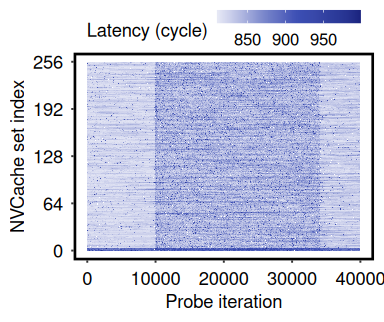 Latency (cycle)
850 900 950
NVCache set index
256
192
128
64
0
0 10000 20000 30000 40000
Probe iteration